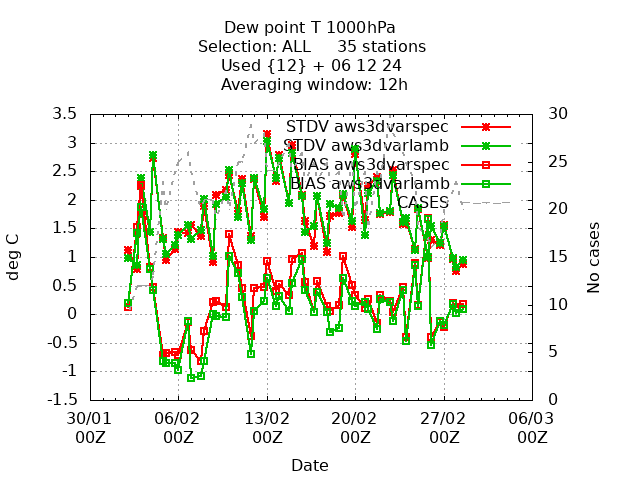 Dew point T 1000hPa
Selection: ALL 35 stations
Used {12} + 06 12 24
Averaging window: 12h
3.5 30
STDV aws3dvarspec
3
STDV aws3dvarlamb
2.5 25
BIAS aws3dvarspec
BIAS aws3dvarlamb
2
CASES
20
1.5
1 15
0.5
0 10
-0.5
5
-1
-1.5 0
deg C
No cases
30/01 06/02 13/02 20/02 27/02 06/03
00Z 00Z 00Z 00Z 00Z 00Z
Date